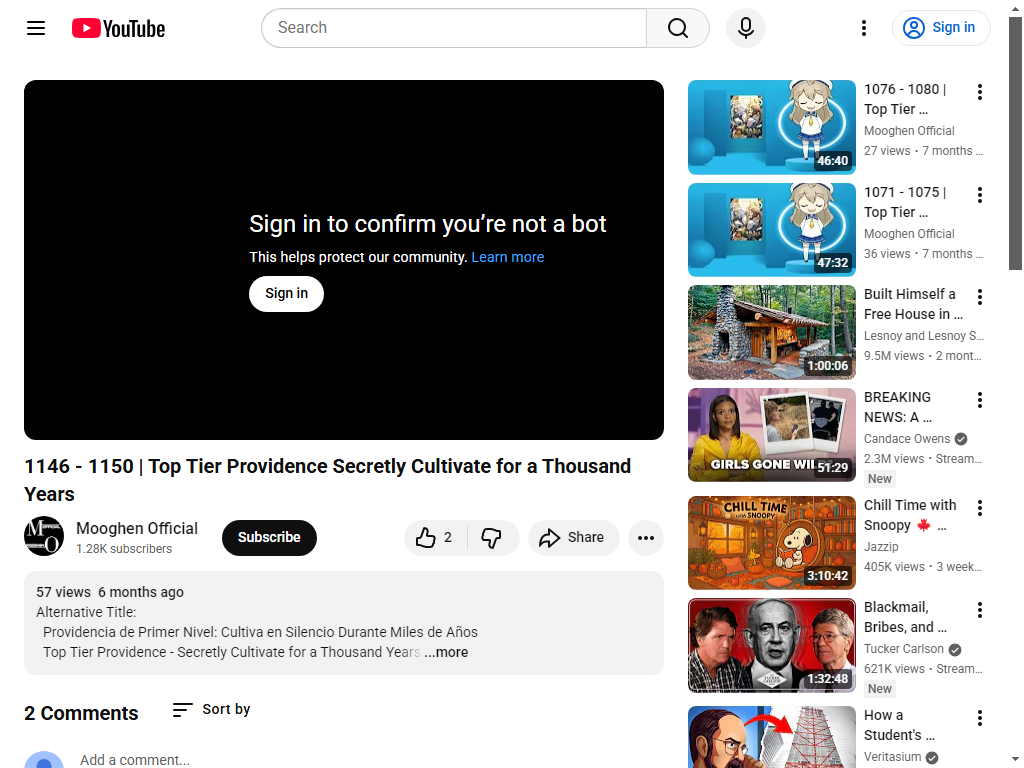 YouTube
Search
Sign in
Sign in to confirm you’re not a bot
This helps protect our community. Learn more
Sign in
1146 - 1150 | Top Tier Providence Secretly Cultivate for a Thousand
Years
Mooghen Official
1.28K subscribers
Subscribe
2
Share
57 views 6 months ago
Alternative Title:
Providencia de Primer Nivel: Cultiva en Silencio Durante Miles de Años
Top Tier Providence - Secretly Cultivate for a Thousand Years ...more
2 Comments
Sort by
Add a comment...
46:40
1076 - 1080 |
Top Tier ...
Mooghen Official
27 views • 7 months ...
47:32
1071 - 1075 |
Top Tier ...
Mooghen Official
36 views • 7 months ...
1:00:06
Built Himself a
Free House in ...
Lesnoy and Lesnoy S...
9.5M views • 2 mont...
GIRLS GONE WIL
51:29
BREAKING
NEWS: A ...
Candace Owens
2.3M views • Stream...
New
CHILL TIME
WITH SNOOPY
3:10:42
Chill Time with
Snoopy 🍁 ...
Jazzip
405K views • 3 week...
1:32:48
Blackmail,
Bribes, and ...
Tucker Carlson
621K views • Stream...
New
How a
Student's ...
Veritasium